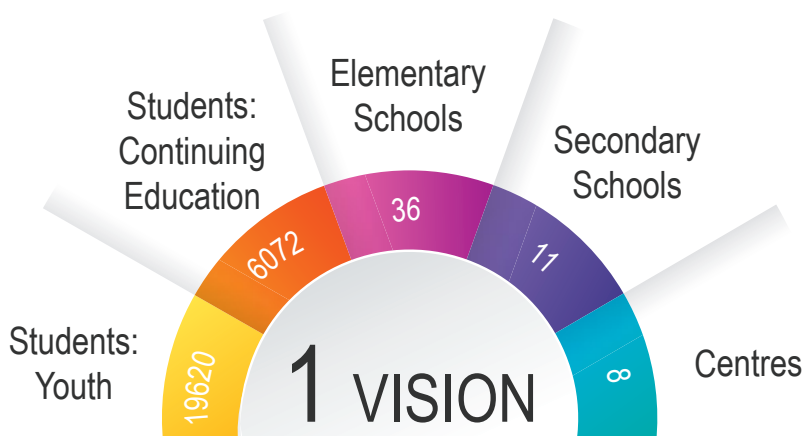 Students:
Youth
19620
Students:
Continuing
Education
6072
Elementary
Schools
36
Secondary
Schools
11
Centres
8
1 VISION